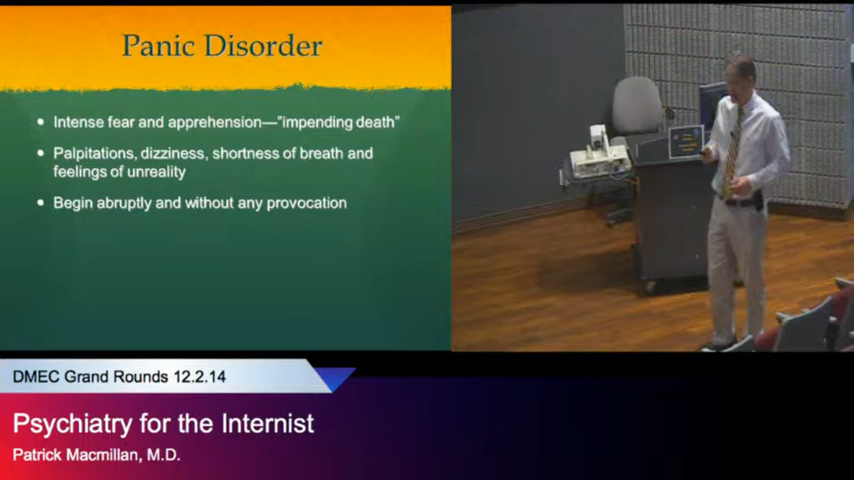 Panic Disorder
• Intense fear and apprehension—"impending death"
• Palpitations, dizziness, shortness of breath and
feelings of unreality
• Begin abruptly and without any provocation
DMEC Grand Rounds 12.2.14
Psychiatry for the Internist
Patrick Macmillan, M.D.